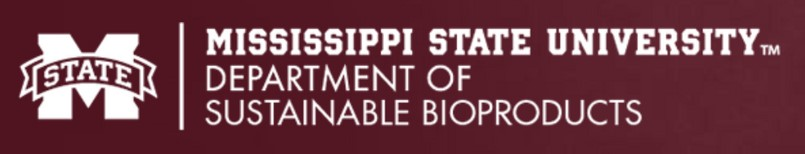 STATE
MISSISSIPPI STATE UNIVERSITY™
DEPARTMENT OF
SUSTAINABLE BIOPRODUCTS